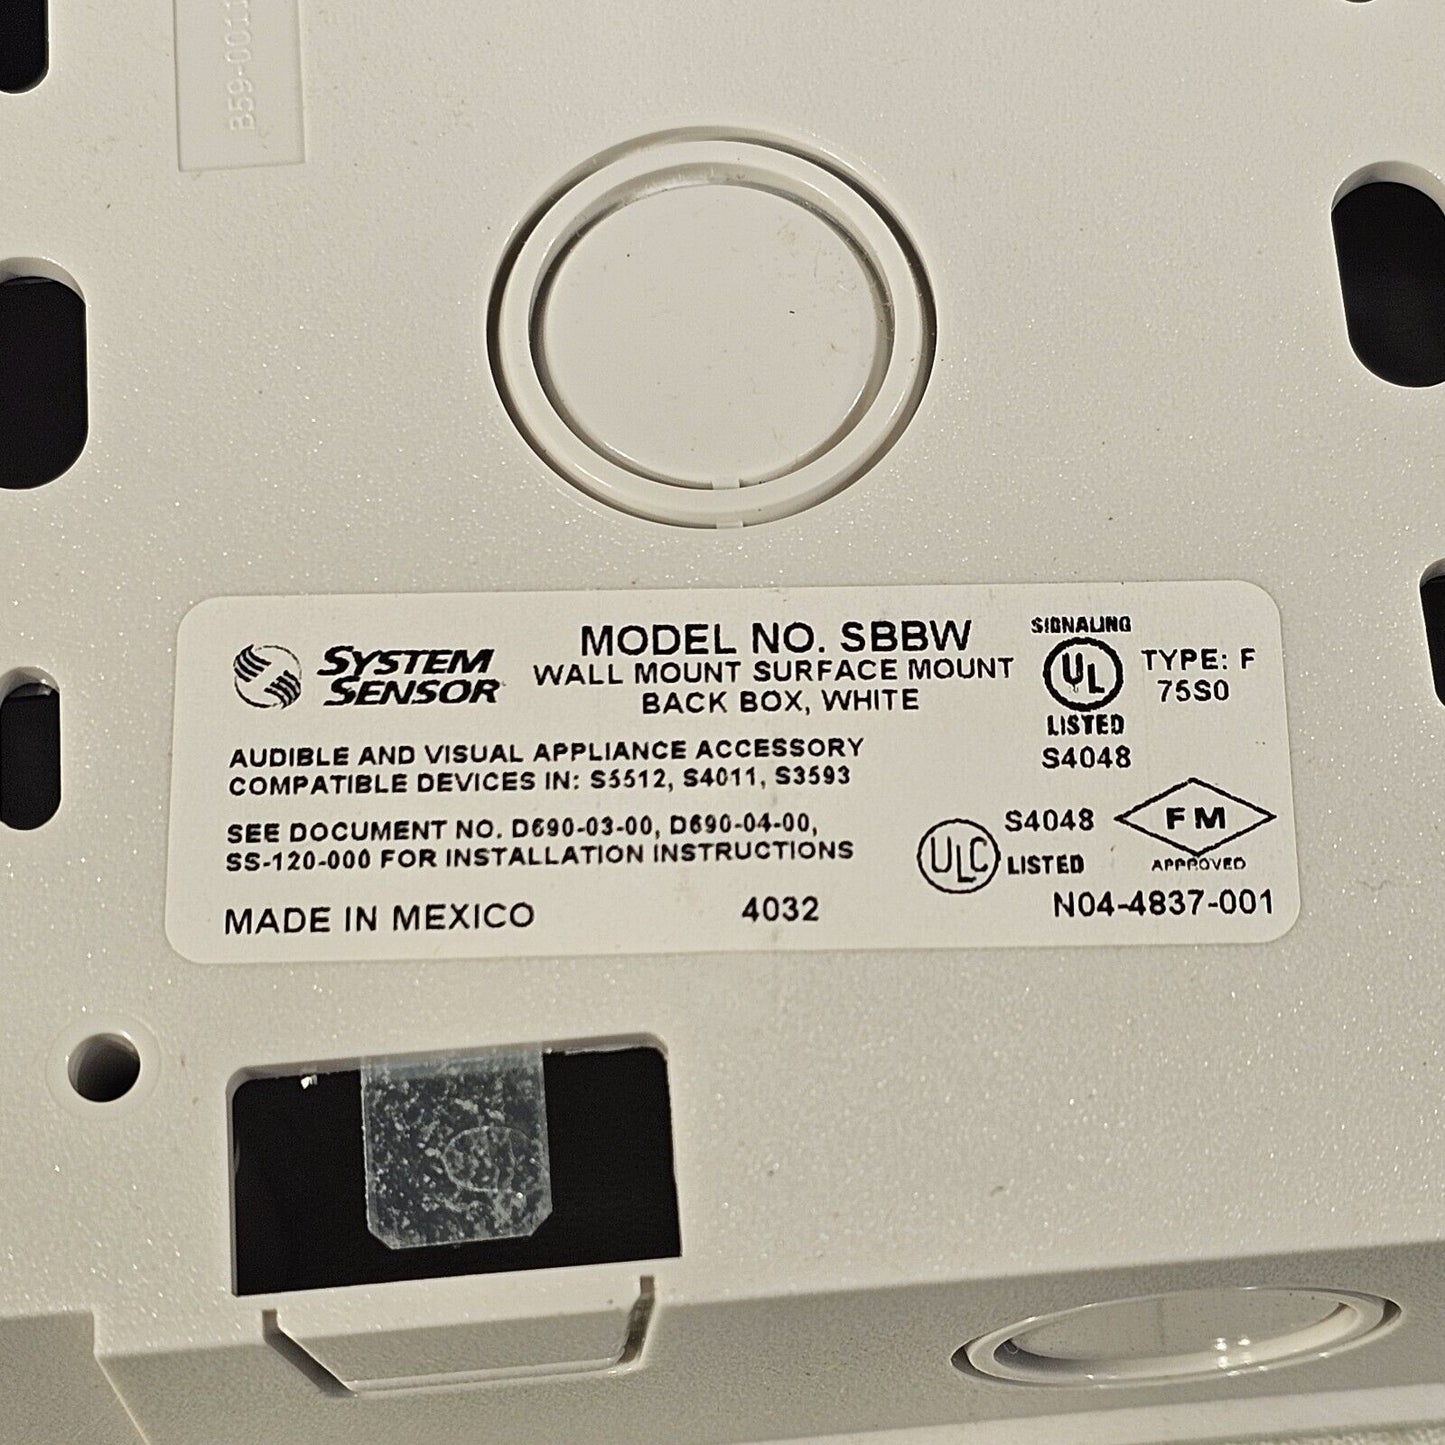 B59-0011
SYSTEM
SENSOR
MODEL NO. SBBW
WALL MOUNT SURFACE MOUNT
BACK BOX, WHITE
SIGNALING
UL
LISTED
S4048
TYPE: F
75S0
AUDIBLE AND VISUAL APPLIANCE ACCESSORY
COMPATIBLE DEVICES IN: S5512, S4011, S3593
SEE DOCUMENT NO. D690-03-00, D690-04-00,
SS-120-000 FOR INSTALLATION INSTRUCTIONS
ULC
S4048
LISTED
FM
APPROVED
MADE IN MEXICO
4032
N04-4837-001